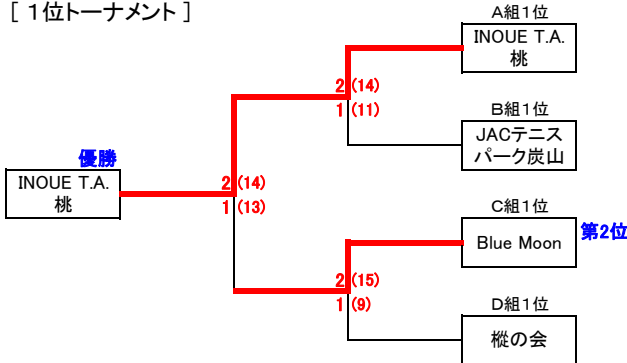 [ 1位トーナメント ]
A組1位
INOUE T.A.
桃
2 (14)
1 (11)
B組1位
JACテニス
パーク炭山
優勝
INOUE T.A.
桃
2 (14)
1 (13)
C組1位
Blue Moon
第2位
2 (15)
1 (9)
D組1位
樅の会